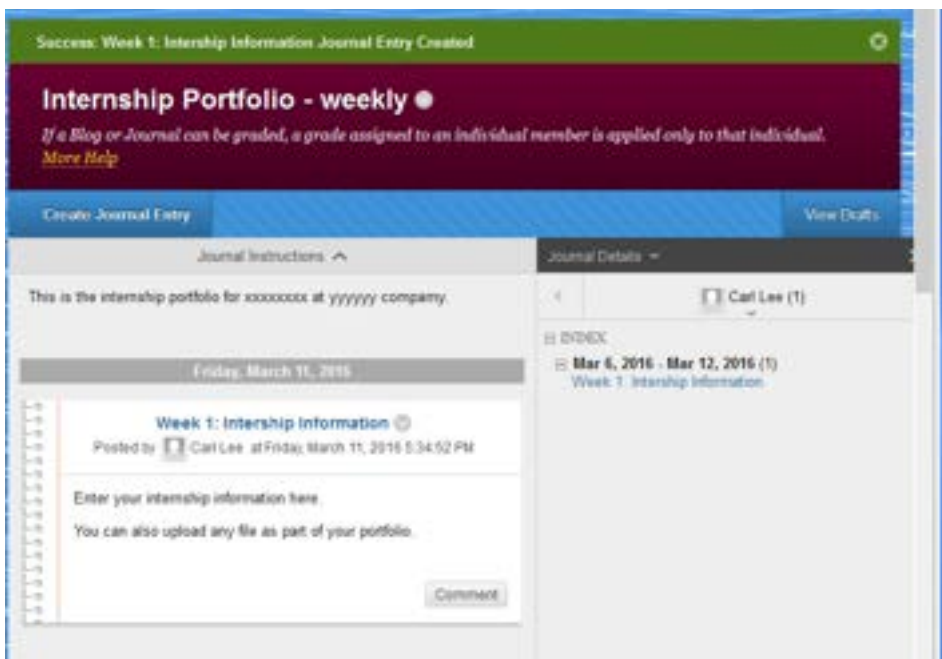 Success: Week 1: Intership Information Journal Entry Created
Internship Portfolio - weekly
If a Blog or Journal can be graded, a grade assigned to an individual member is applied only to that individual.
More Help
Create Journal Entry
View Drafts
Journal Instructions
Journal Details
This is the internship portfolio for xxxxxxxx at yyyyyy company.
Carl Lee (1)
INDEX
Mar 6, 2016 - Mar 12, 2016 (1)
Week 1: Intership Information
Friday, March 11, 2016
Week 1: Intership Information
Posted by Carl Lee at Friday, March 11, 2016 5:34:52 PM
Enter your internship information here.
You can also upload any file as part of your portfolio.
Comment